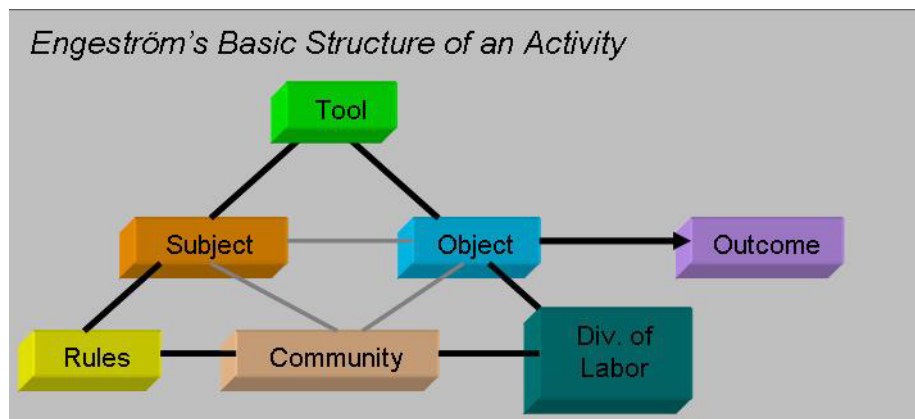 Engeström's Basic Structure of an Activity
Tool
Subject
Object
Outcome
Rules
Community
Div. of
Labor